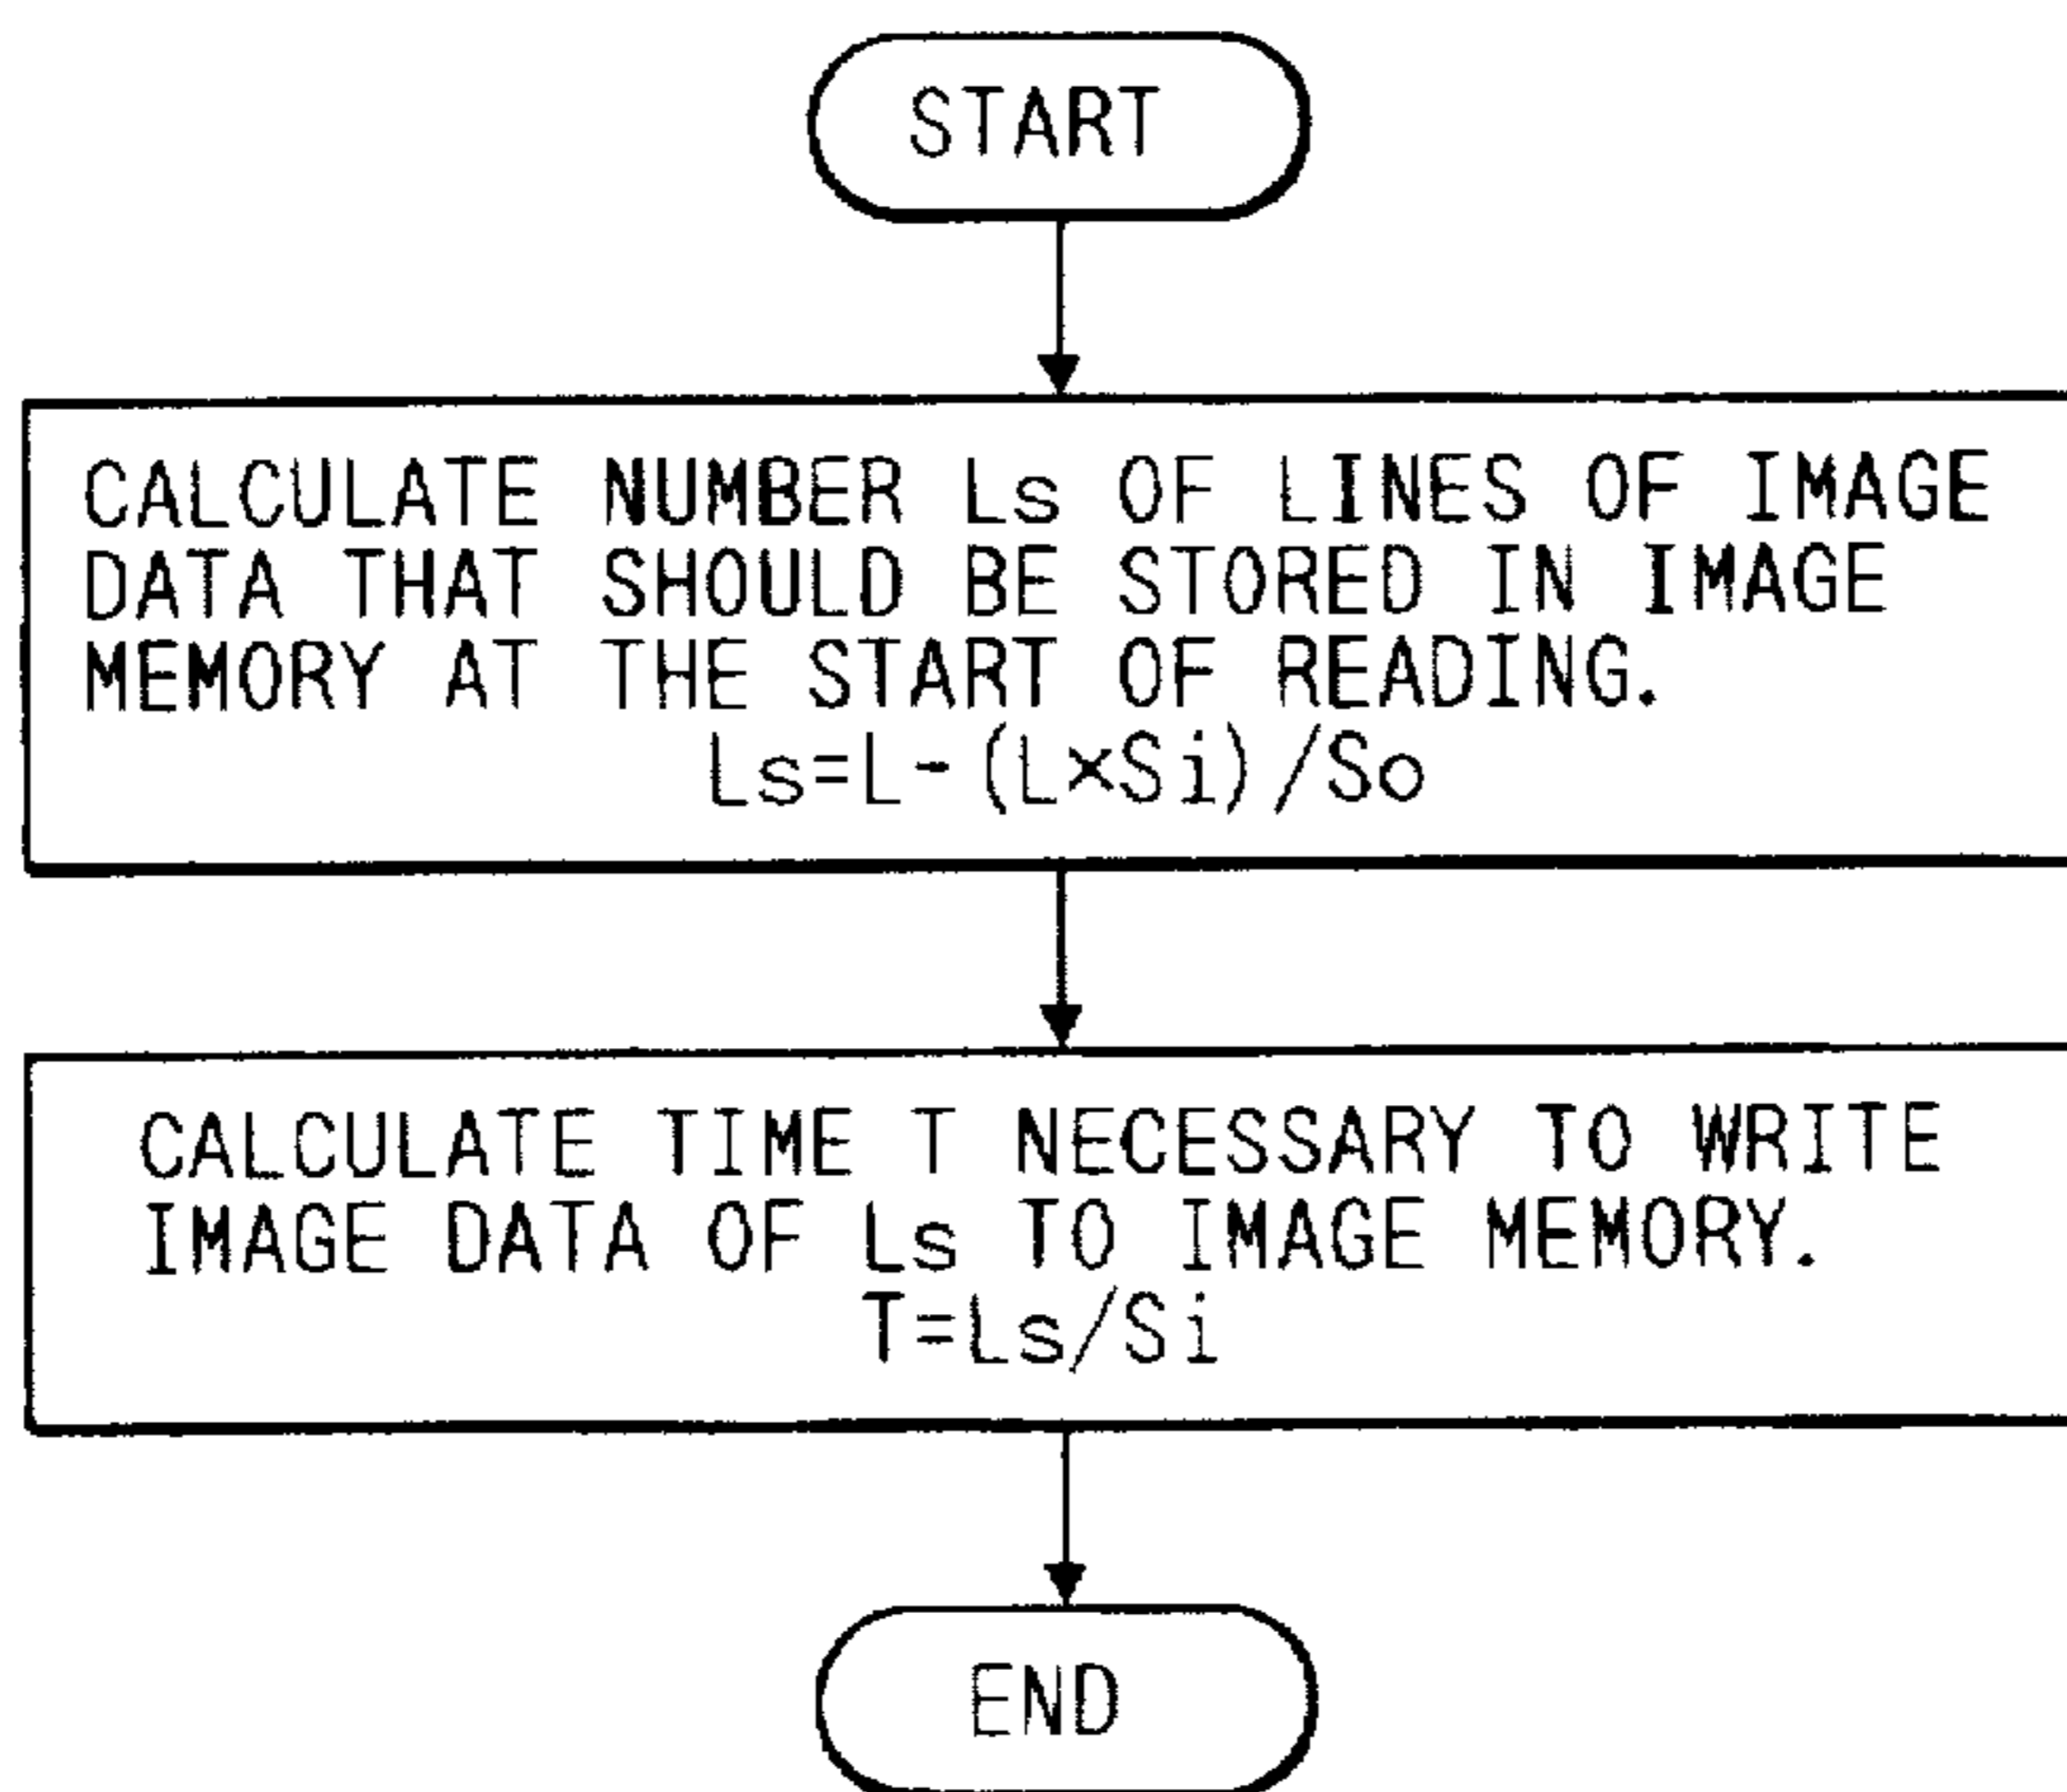 START
CALCULATE NUMBER Ls OF LINES OF IMAGE
DATA THAT SHOULD BE STORED IN IMAGE
MEMORY AT THE START OF READING.
Ls=L-(L×Si)/So
CALCULATE TIME T NECESSARY TO WRITE
IMAGE DATA OF Ls TO IMAGE MEMORY.
T=Ls/Si
END